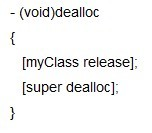 - (void)dealloc
{
[myClass release];
[super dealloc];
}